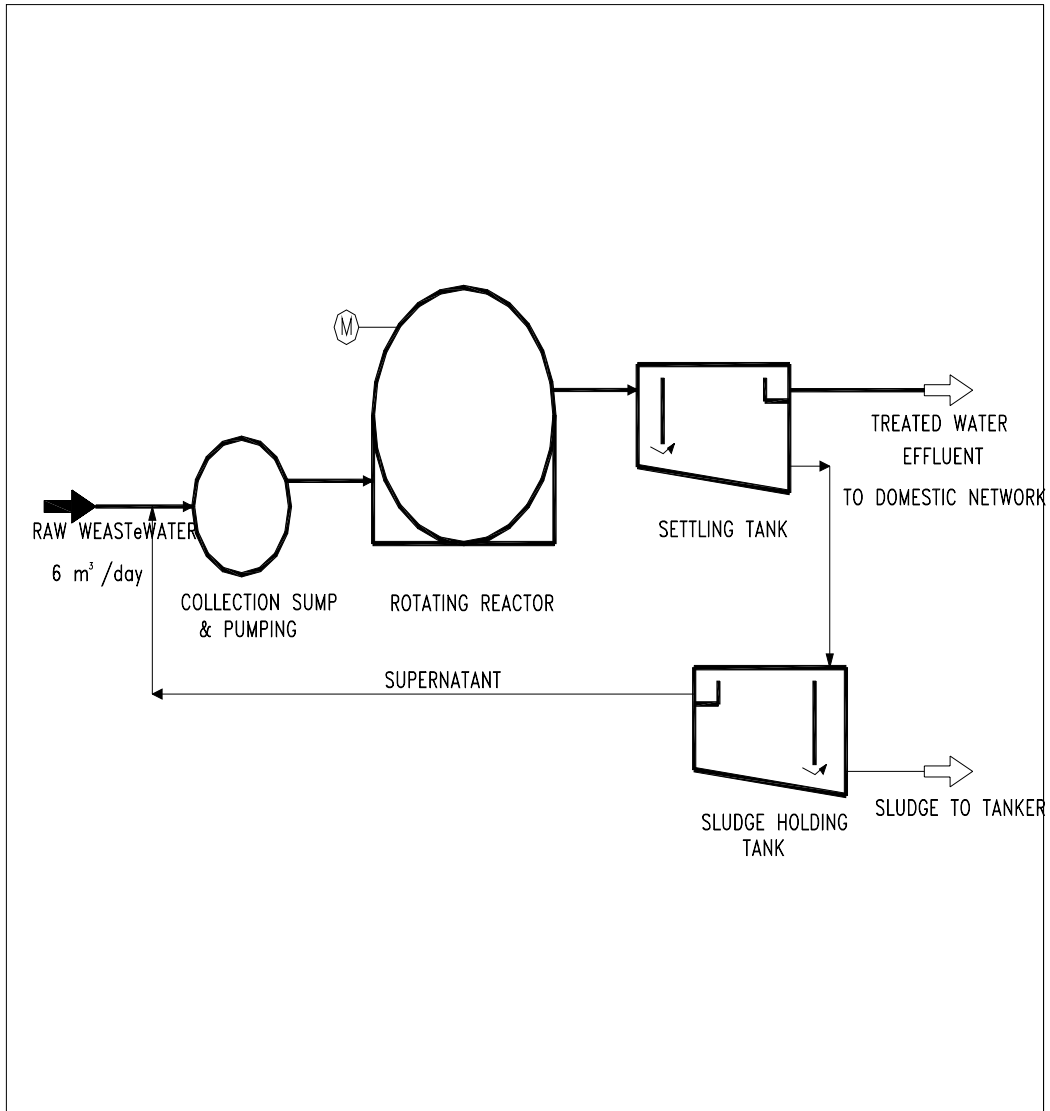 M
TREATED WATER
EFFLUENT
TO DOMESTIC NETWORK
SETTLING TANK
RAW WEASTeWATER
6 m³/day
COLLECTION SUMP
& PUMPING
ROTATING REACTOR
SUPERNATANT
SLUDGE TO TANKER
SLUDGE HOLDING
TANK